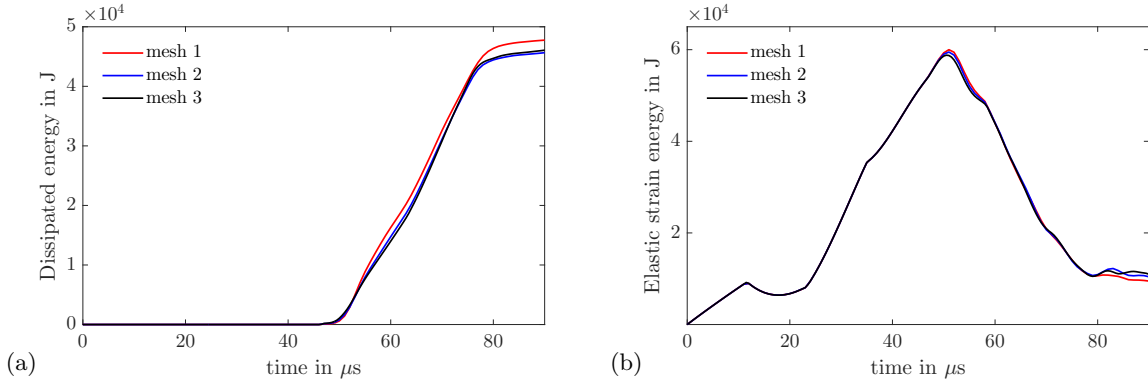 ×10⁴
5
4
3
2
1
0
Dissipated energy in J
mesh 1
mesh 2
mesh 3
0 20 40 60 80
time in μs
(a)
×10⁴
6
4
2
0
Elastic strain energy in J
mesh 1
mesh 2
mesh 3
0 20 40 60 80
time in μs
(b)